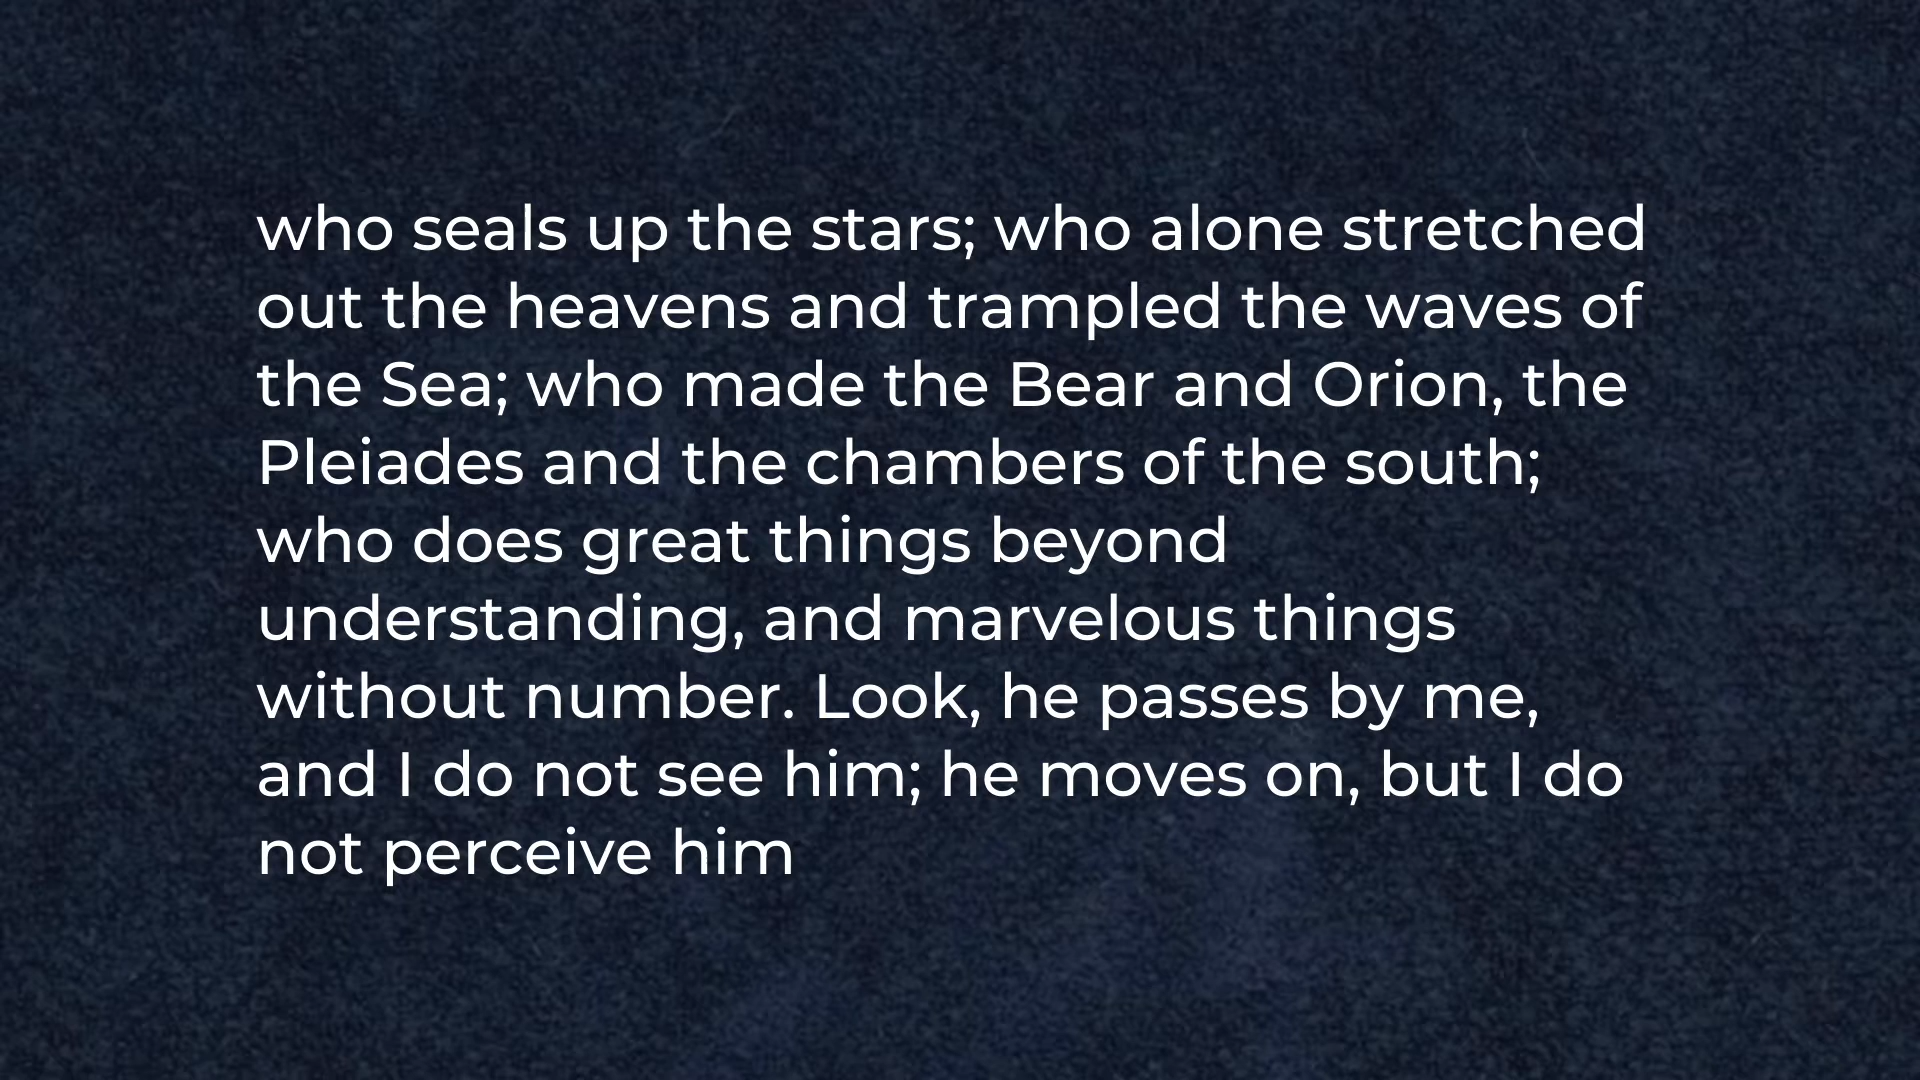 who seals up the stars; who alone stretched
out the heavens and trampled the waves of
the Sea; who made the Bear and Orion, the
Pleiades and the chambers of the south;
who does great things beyond
understanding, and marvelous things
without number. Look, he passes by me,
and I do not see him; he moves on, but I do
not perceive him